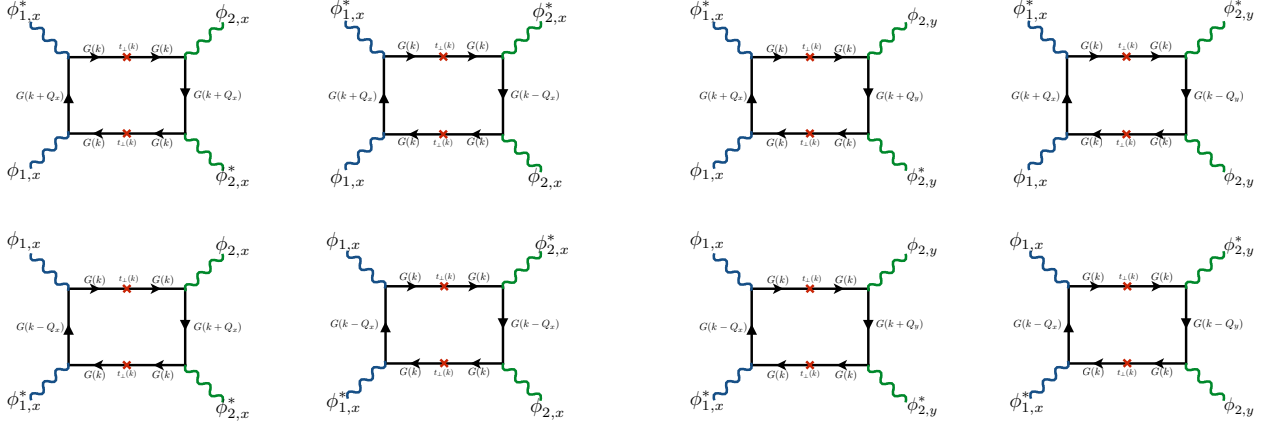 ϕ*1,x ϕ2,x ϕ*1,x ϕ*2,x ϕ*1,x ϕ2,y ϕ*1,x ϕ*2,y
G(k) t⊥(k) G(k) G(k) t⊥(k) G(k) G(k) t⊥(k) G(k) G(k) t⊥(k) G(k)
G(k + Qx) G(k + Qx) G(k + Qx) G(k − Qx) G(k + Qx) G(k + Qy) G(k + Qx) G(k − Qy)
G(k) t⊥(k) G(k) G(k) t⊥(k) G(k) G(k) t⊥(k) G(k) G(k) t⊥(k) G(k)
ϕ1,x ϕ*2,x ϕ1,x ϕ2,x ϕ1,x ϕ*2,y ϕ1,x ϕ2,y
ϕ1,x ϕ2,x ϕ1,x ϕ*2,x ϕ1,x ϕ2,y ϕ1,x ϕ*2,y
G(k) t⊥(k) G(k) G(k) t⊥(k) G(k) G(k) t⊥(k) G(k) G(k) t⊥(k) G(k)
G(k − Qx) G(k + Qx) G(k − Qx) G(k − Qx) G(k − Qx) G(k + Qy) G(k − Qx) G(k − Qy)
G(k) t⊥(k) G(k) G(k) t⊥(k) G(k) G(k) t⊥(k) G(k) G(k) t⊥(k) G(k)
ϕ*1,x ϕ*2,x ϕ*1,x ϕ2,x ϕ*1,x ϕ*2,y ϕ*1,x ϕ2,y